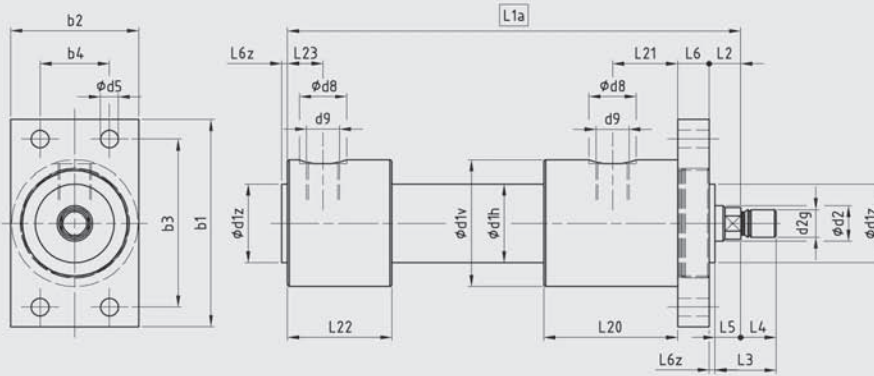 L1a
b2
L6z
L23
L21
L6
L2
b4
ϕd5
ϕd8
ϕd8
d9
d9
b3
b1
ϕd1z
ϕd1v
ϕd1h
d2g
ϕd2
ϕd1z
L22
L20
L5
L4
L6z
L3